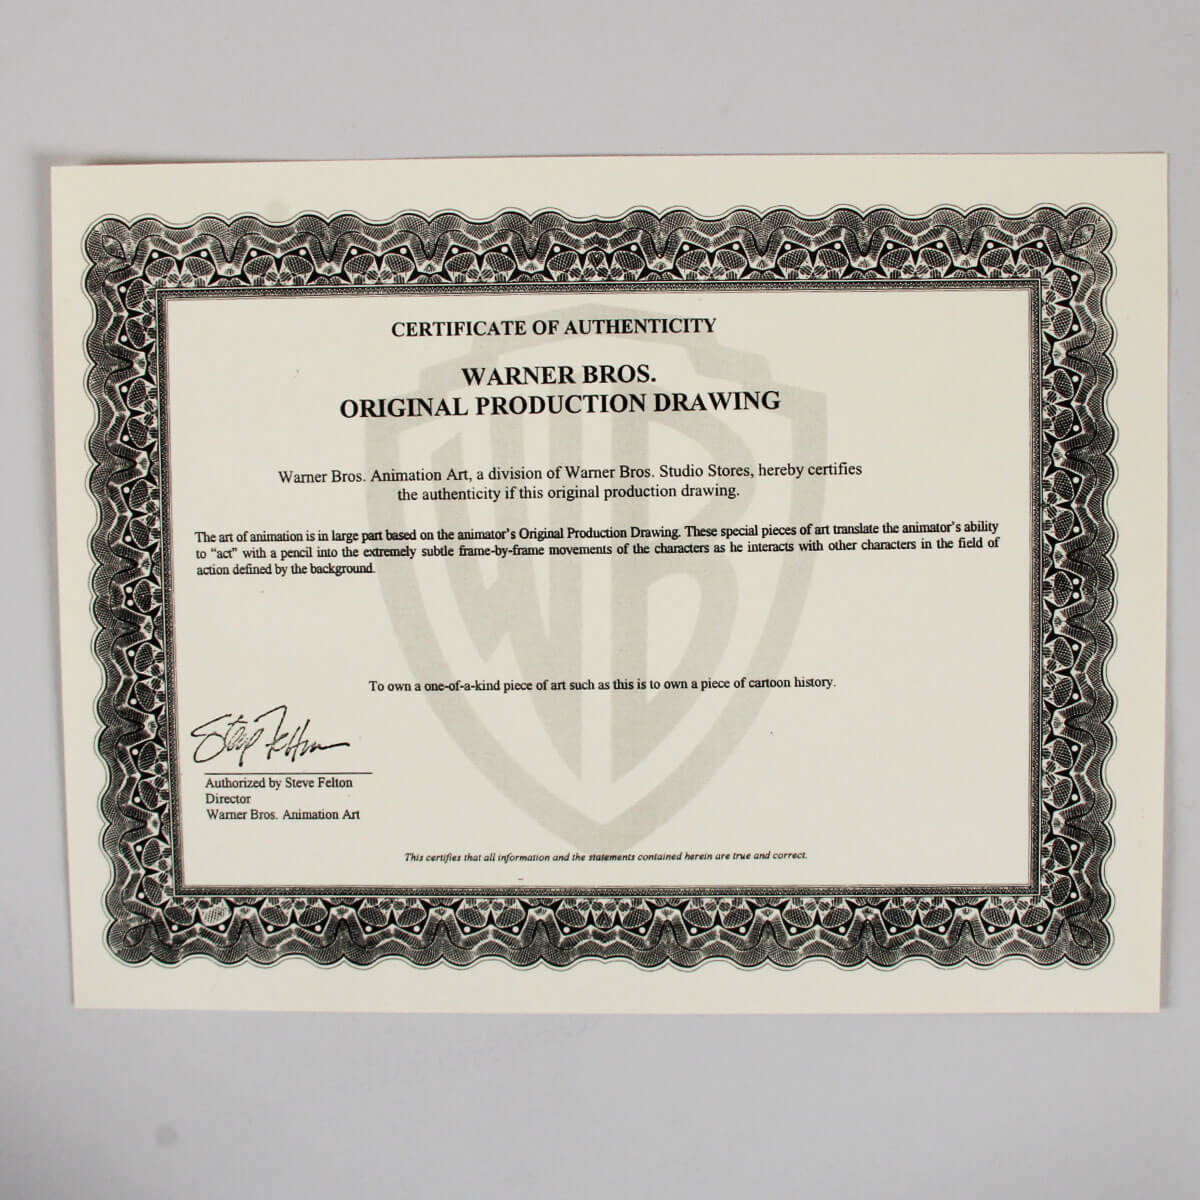 CERTIFICATE OF AUTHENTICITY
WARNER BROS.
ORIGINAL PRODUCTION DRAWING
Warner Bros. Animation Art, a division of Warner Bros. Studio Stores, hereby certifies
the authenticity if this original production drawing.
The art of animation is in large part based on the animator's Original Production Drawing. These special pieces of art translate the animator's ability
to "act" with a pencil into the extremely subtle frame-by-frame movements of the characters as he interacts with other characters in the field of
action defined by the background.
To own a one-of-a-kind piece of art such as this is to own a piece of cartoon history.
Steve Felton
Authorized by Steve Felton
Director
Warner Bros. Animation Art
This certifies that all information and the statements contained herein are true and correct.
WB